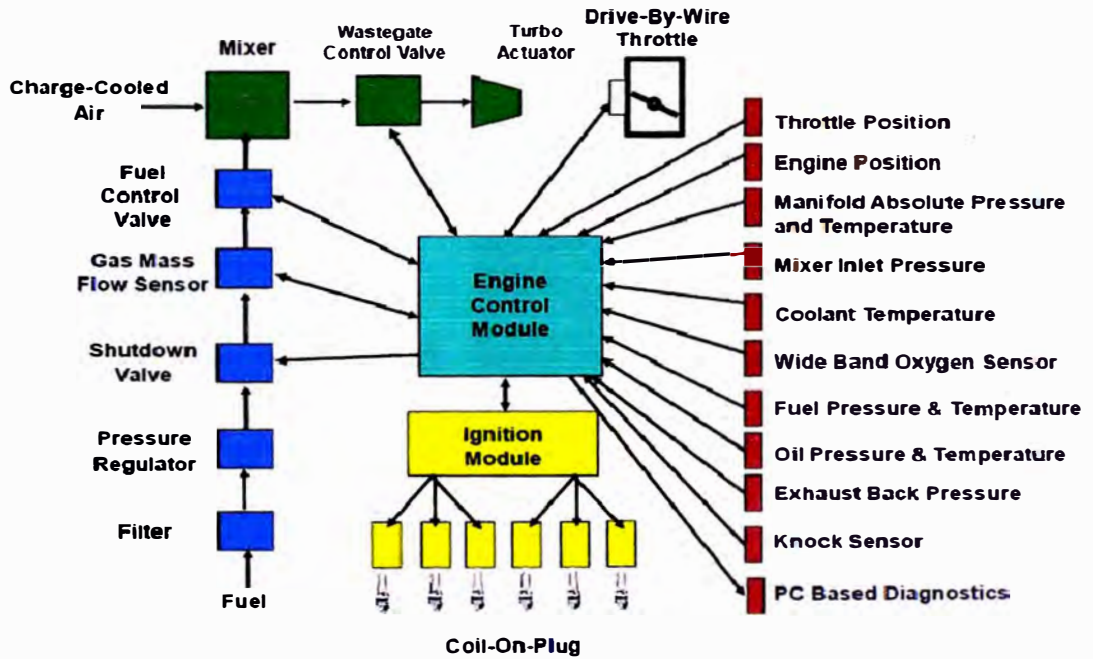 Drive-By-Wire
Throttle
Wastegate
Control Valve
Turbo
Actuator
Mixer
Charge-Cooled
Air
Throttle Position
Engine Position
Fuel
Control
Valve
Manifold Absolute Pressure
and Temperature
Gas Mass
Flow Sensor
Mixer Inlet Pressure
Engine
Control
Module
Coolant Temperature
Shutdown
Valve
Wide Band Oxygen Sensor
Fuel Pressure & Temperature
Pressure
Regulator
Ignition
Module
Oil Pressure & Temperature
Exhaust Back Pressure
Filter
Knock Sensor
Fuel
PC Based Diagnostics
Coil-On-Plug